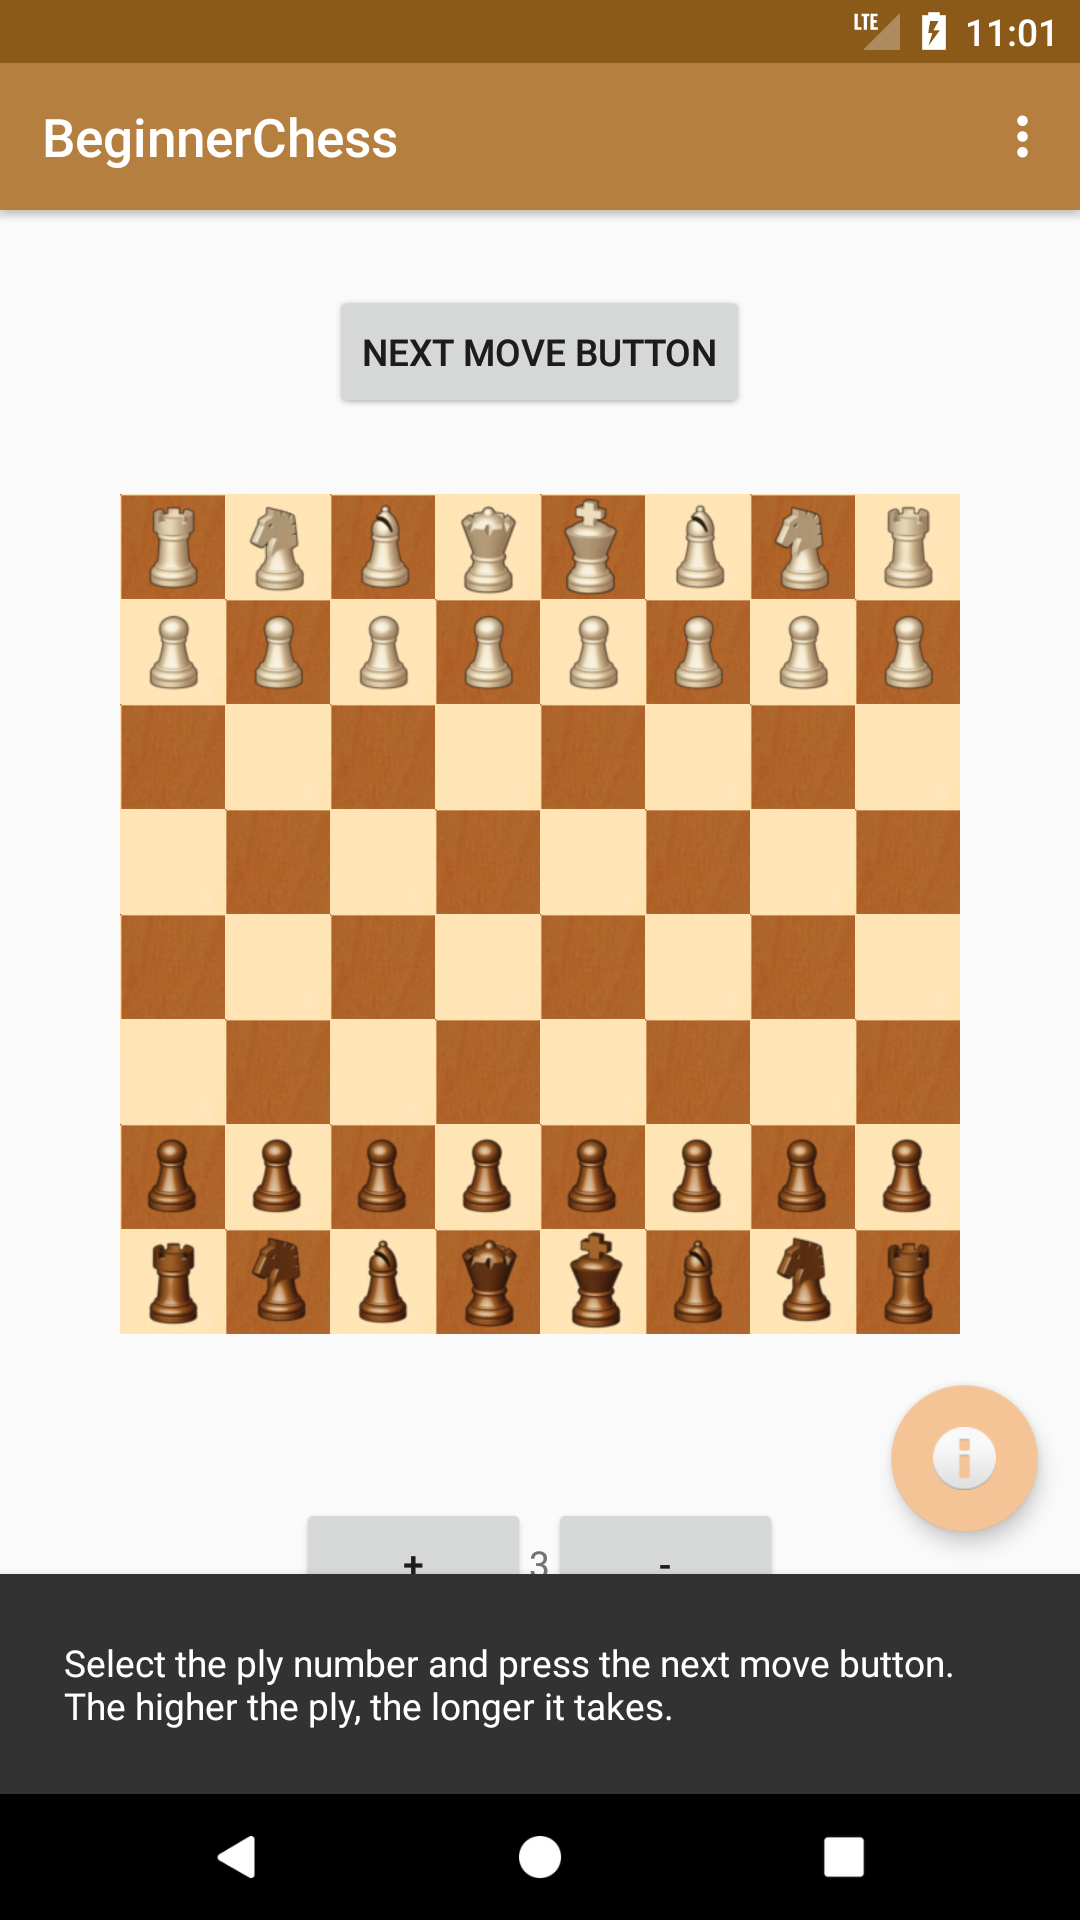 LTE 11:01
BeginnerChess
NEXT MOVE BUTTON
+ 3 -
Select the ply number and press the next move button.
The higher the ply, the longer it takes.